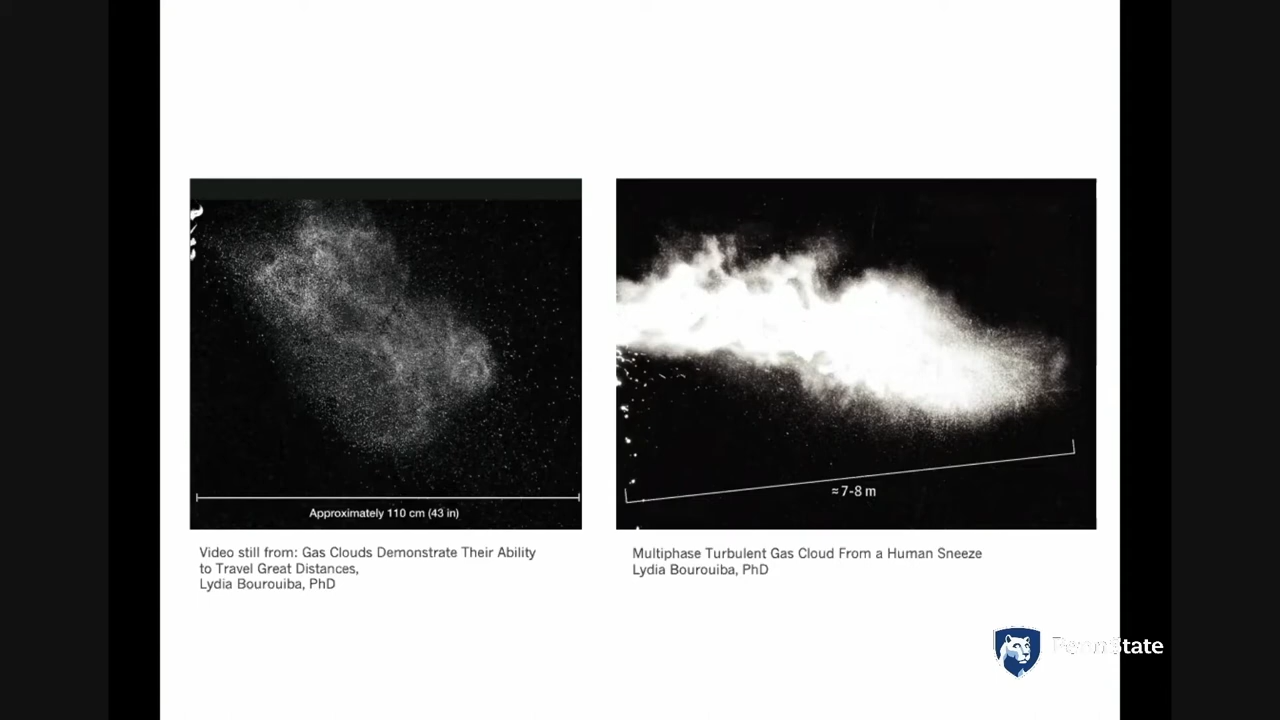 Approximately 110 cm (43 in)
≈7-8 m
Video still from: Gas Clouds Demonstrate Their Ability
to Travel Great Distances,
Lydia Bourouiba, PhD
Multiphase Turbulent Gas Cloud From a Human Sneeze
Lydia Bourouiba, PhD
PennState